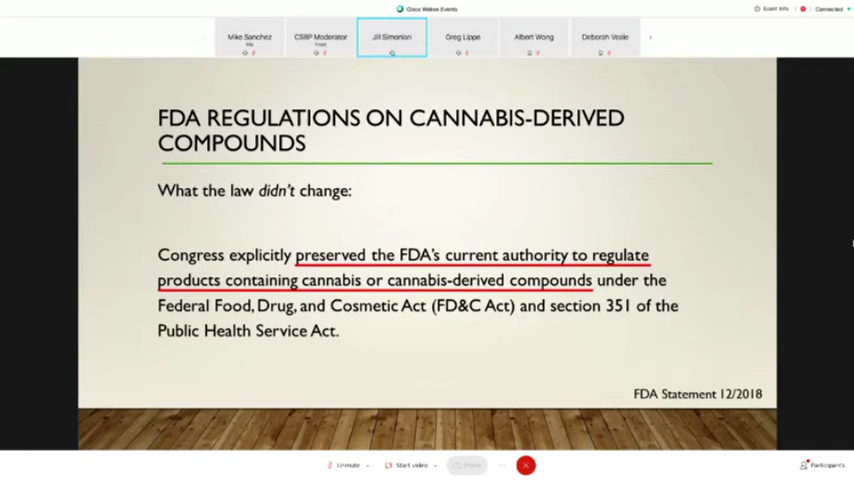 Cisco Webex Events
Event Info
Connected
Mike Sanchez
Me
CSBP Moderator
Host
Jill Simonian
Greg Lippe
Albert Wong
Deborah Veale
FDA REGULATIONS ON CANNABIS-DERIVED
COMPOUNDS
What the law didn't change:
Congress explicitly preserved the FDA's current authority to regulate
products containing cannabis or cannabis-derived compounds under the
Federal Food, Drug, and Cosmetic Act (FD&C Act) and section 351 of the
Public Health Service Act.
FDA Statement 12/2018
Unmute
Start video
Share
Participants